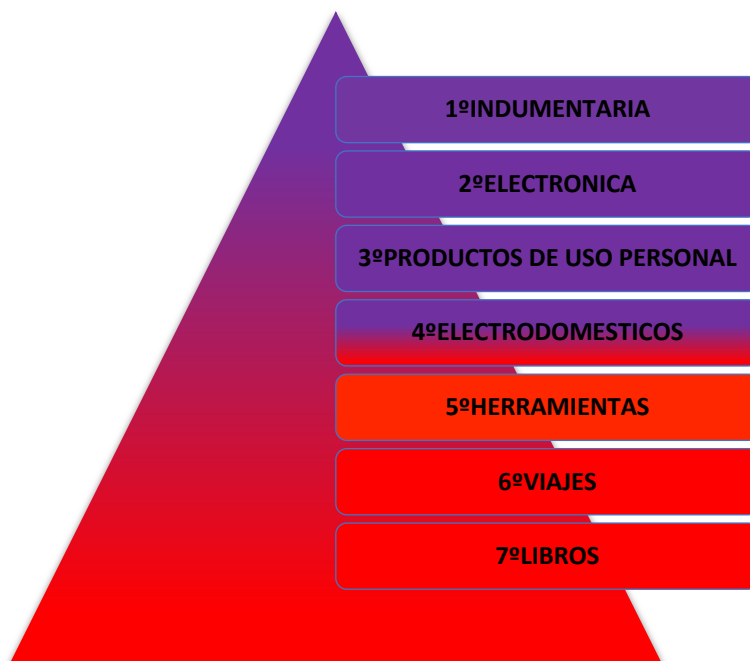 1ºINDUMENTARIA
2ºELECTRONICA
3ºPRODUCTOS DE USO PERSONAL
4ºELECTRODOMESTICOS
5ºHERRAMIENTAS
6ºVIAJES
7ºLIBROS